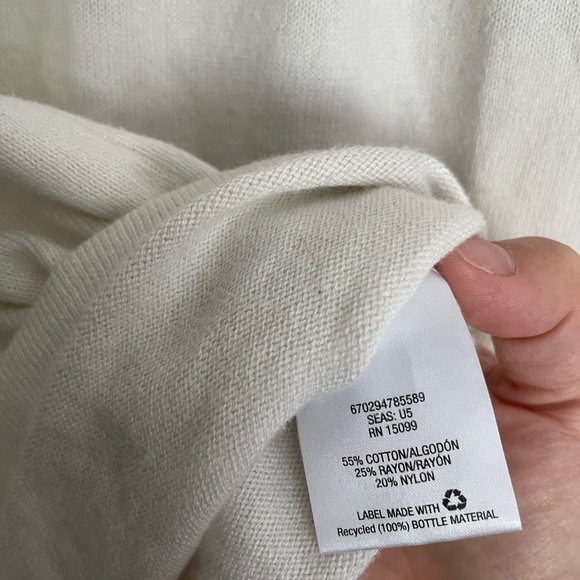 670294785589
SEAS: U5
RN 15099
55% COTTON/ALGODÓN
25% RAYON/RAYÓN
20% NYLON
LABEL MADE WITH
Recycled (100%) BOTTLE MATERIAL